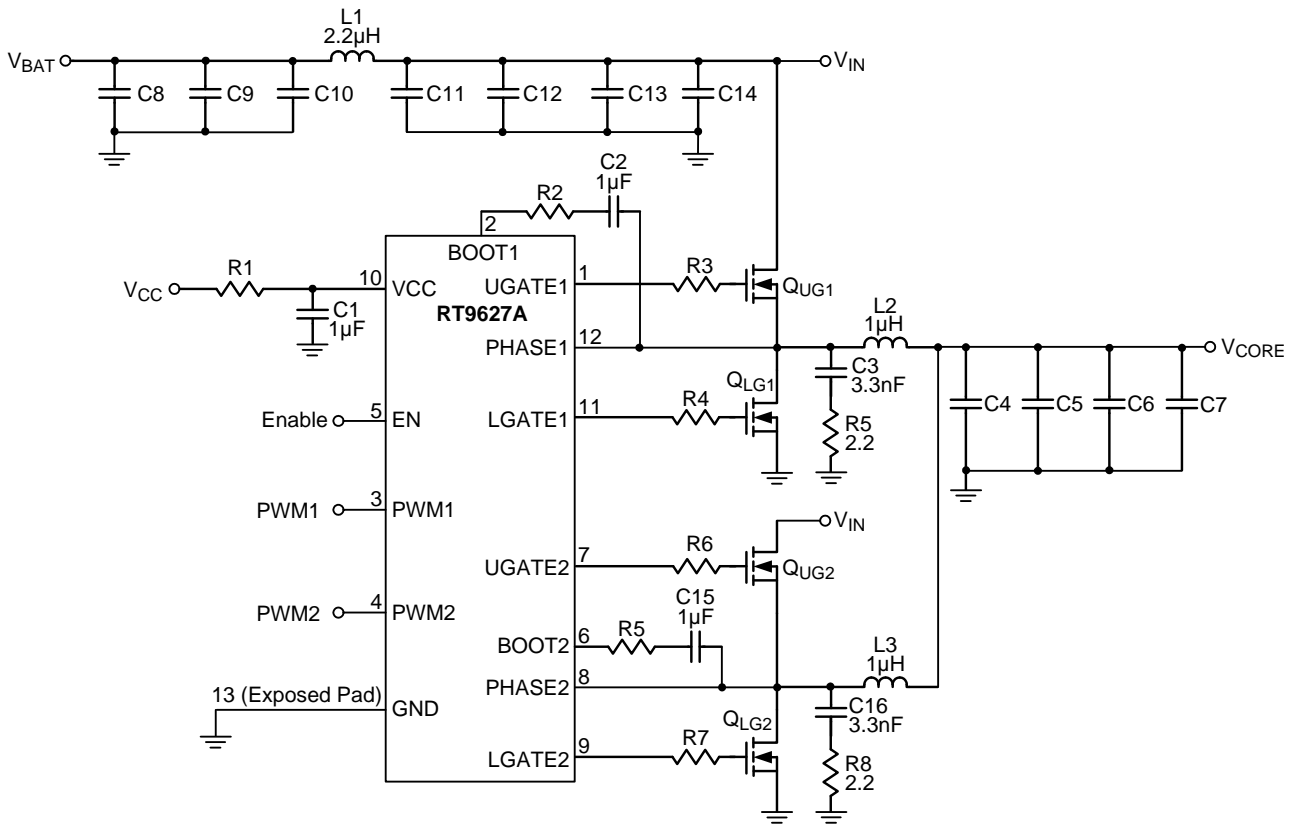 L1
2.2µH
VBAT
VIN
C8
C9
C10
C11
C12
C13
C14
C2
1µF
R2
2
BOOT1
R1
VCC
10
VCC
C1
1µF
RT9627A
UGATE1
1
R3
QUG1
L2
1µH
PHASE1
12
VCORE
C3
3.3nF
QLG1
R4
LGATE1
11
R5
2.2
C4
C5
C6
C7
Enable
5
EN
PWM1
3
PWM1
VIN
UGATE2
7
R6
QUG2
PWM2
4
PWM2
C15
1µF
BOOT2
6
R5
L3
1µH
PHASE2
8
13 (Exposed Pad)
GND
C16
3.3nF
QLG2
R7
LGATE2
9
R8
2.2